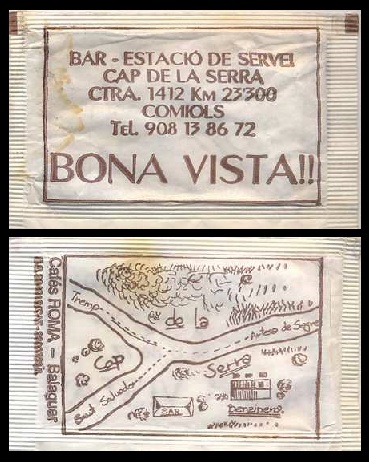 BAR - ESTACIÓ DE SERVEI
CAP DE LA SERRA
CTRA. 1412 Km 23'300
COMIOLS
Tel. 908 13 86 72
BONA VISTA!!
Cafés ROMA - Balaguer
Tremp
de la
Artesa de Segre
Cap
Serra
Sant Salvador
BAR
benzinera